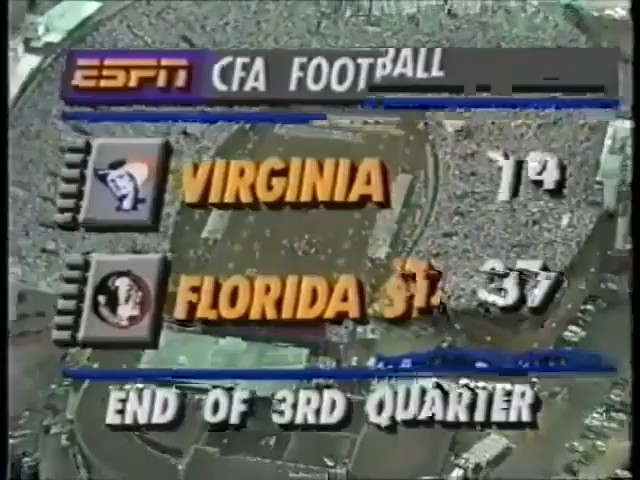 ESPN CFA FOOTBALL
VIRGINIA 14
FLORIDA ST. 37
END OF 3RD QUARTER